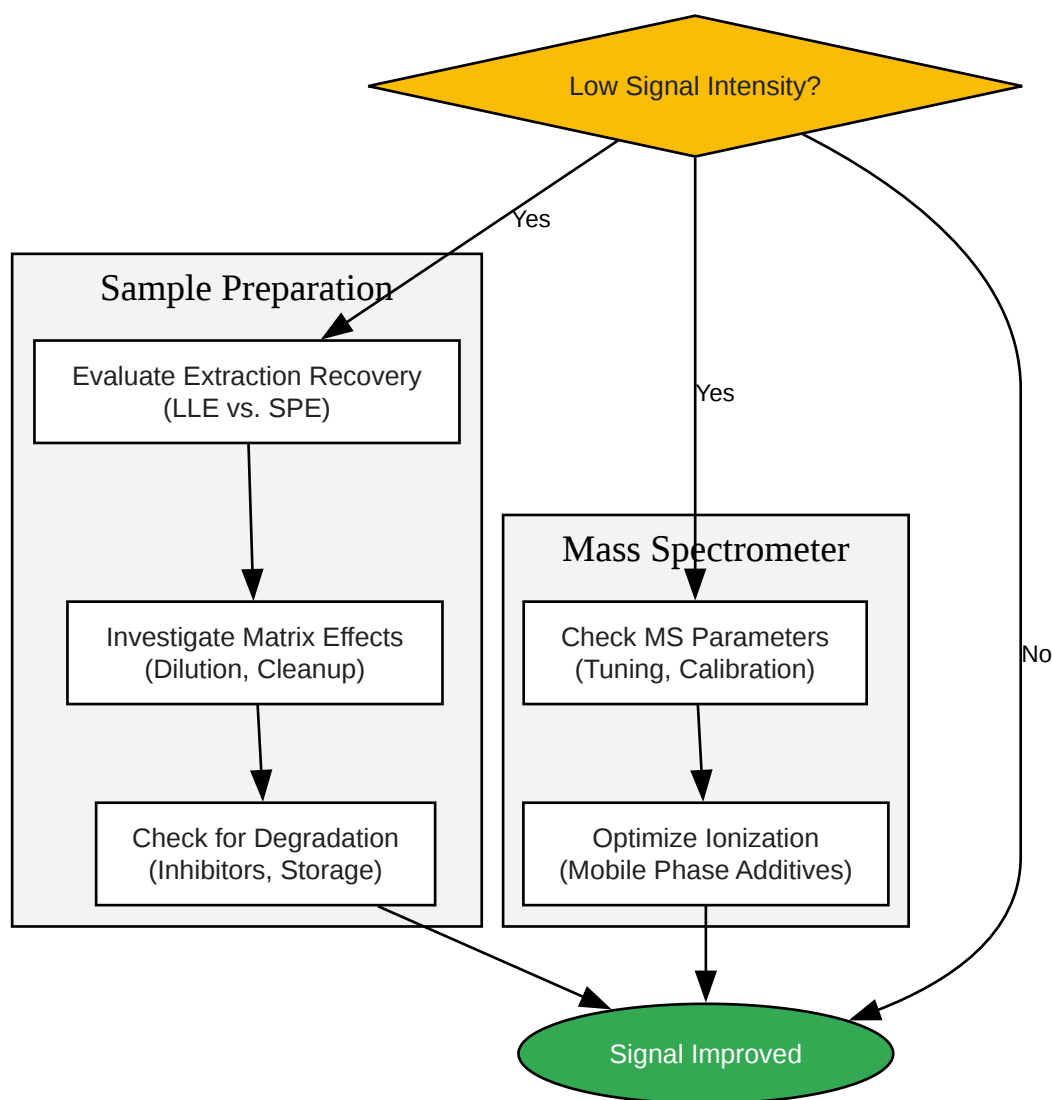 Low Signal Intensity?
Yes
Sample Preparation
Evaluate Extraction Recovery
(LLE vs. SPE)
Investigate Matrix Effects
(Dilution, Cleanup)
Check for Degradation
(Inhibitors, Storage)
Yes
Mass Spectrometer
Check MS Parameters
(Tuning, Calibration)
Optimize Ionization
(Mobile Phase Additives)
No
Signal Improved